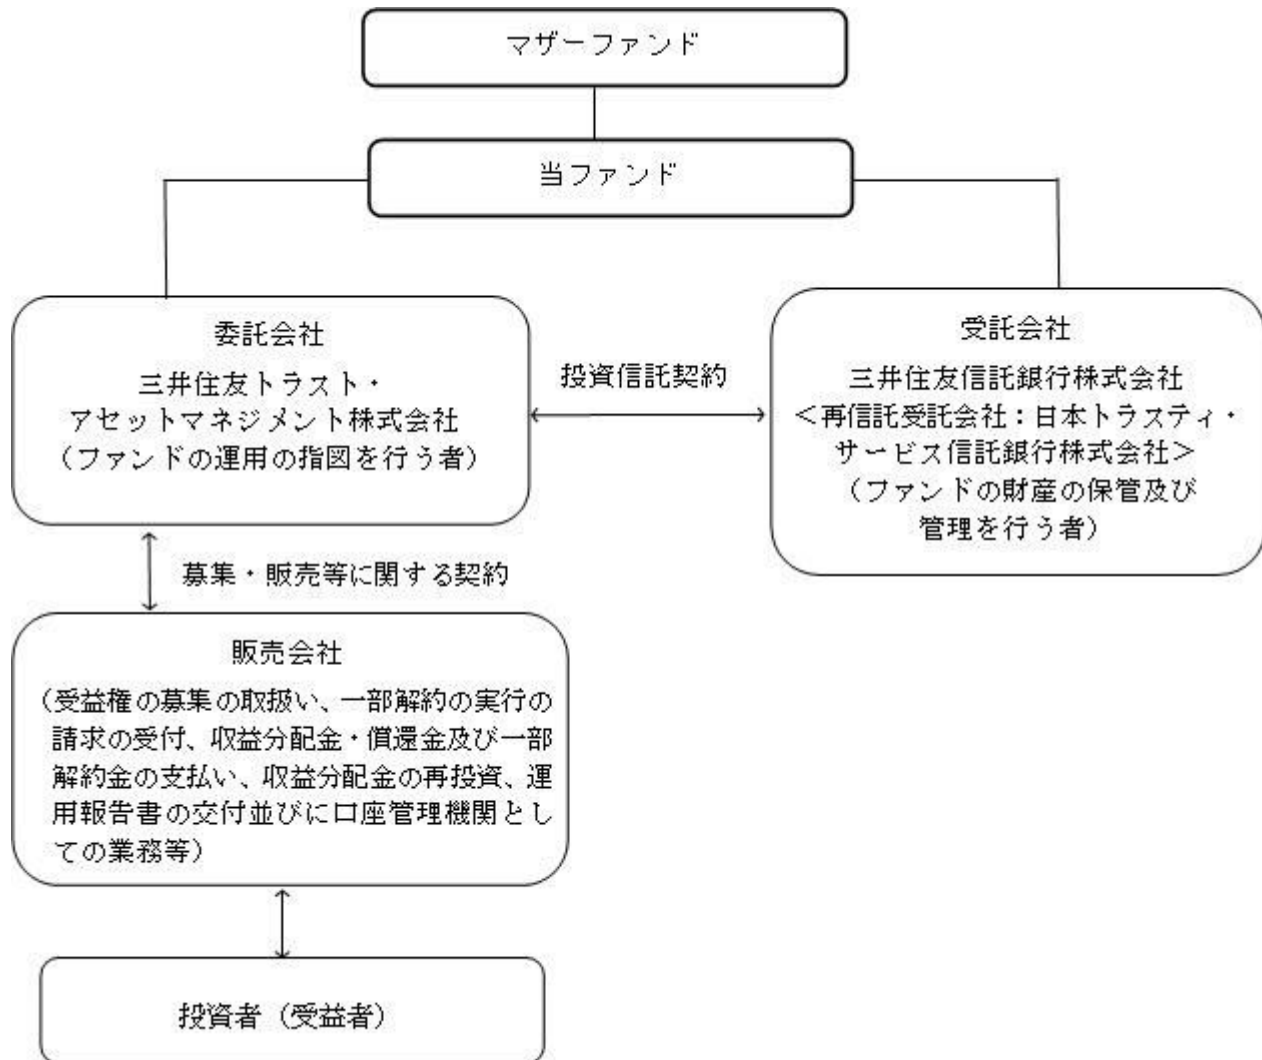 マザーファンド
当ファンド
委託会社
三井住友トラスト・
アセットマネジメント株式会社
（ファンドの運用の指図を行う者）
投資信託契約
受託会社
三井住友信託銀行株式会社
＜再信託受託会社：日本トラスティ・
サービス信託銀行株式会社＞
（ファンドの財産の保管及び
管理を行う者）
募集・販売等に関する契約
販売会社
（受益権の募集の取扱い、一部解約の実行の
請求の受付、収益分配金・償還金及び一部
解約金の支払い、収益分配金の再投資、運
用報告書の交付並びに口座管理機関とし
ての業務等）
投資者（受益者）